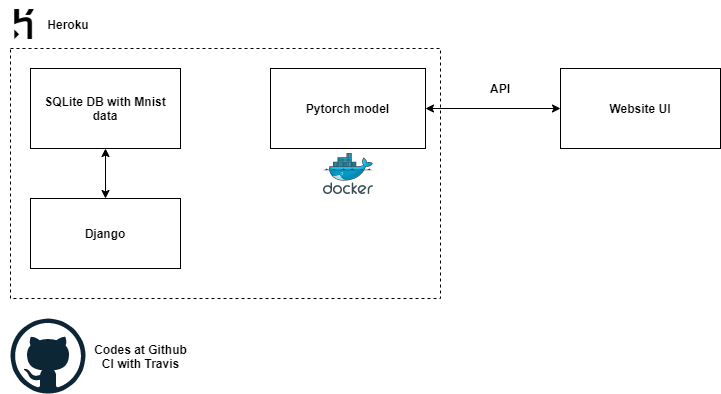 Heroku
SQLite DB with Mnist
data
Pytorch model
API
Website UI
docker
Django
Codes at Github
CI with Travis